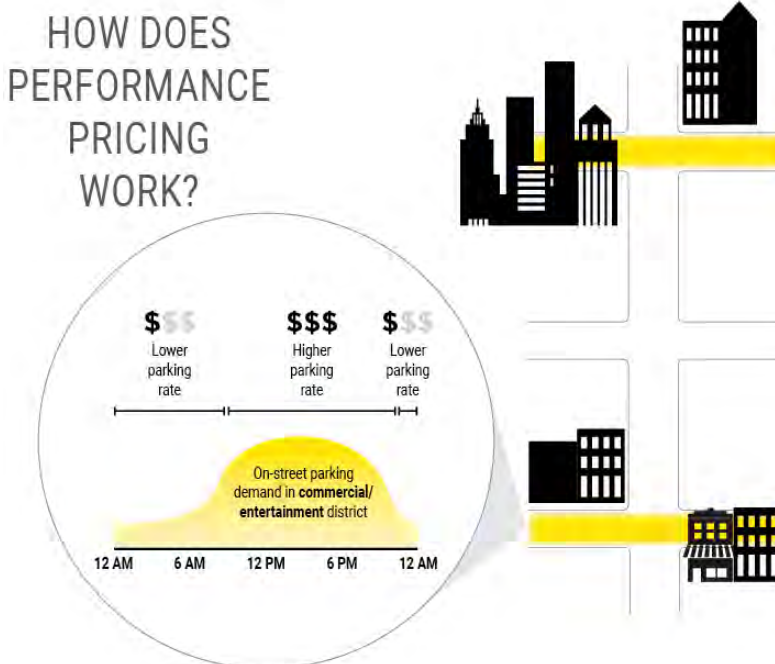 HOW DOES
PERFORMANCE
PRICING
WORK?
$$$
Lower
parking
rate
$$$
Higher
parking
rate
$$$
Lower
parking
rate
On-street parking
demand in commercial/
entertainment district
12 AM 6 AM 12 PM 6 PM 12 AM